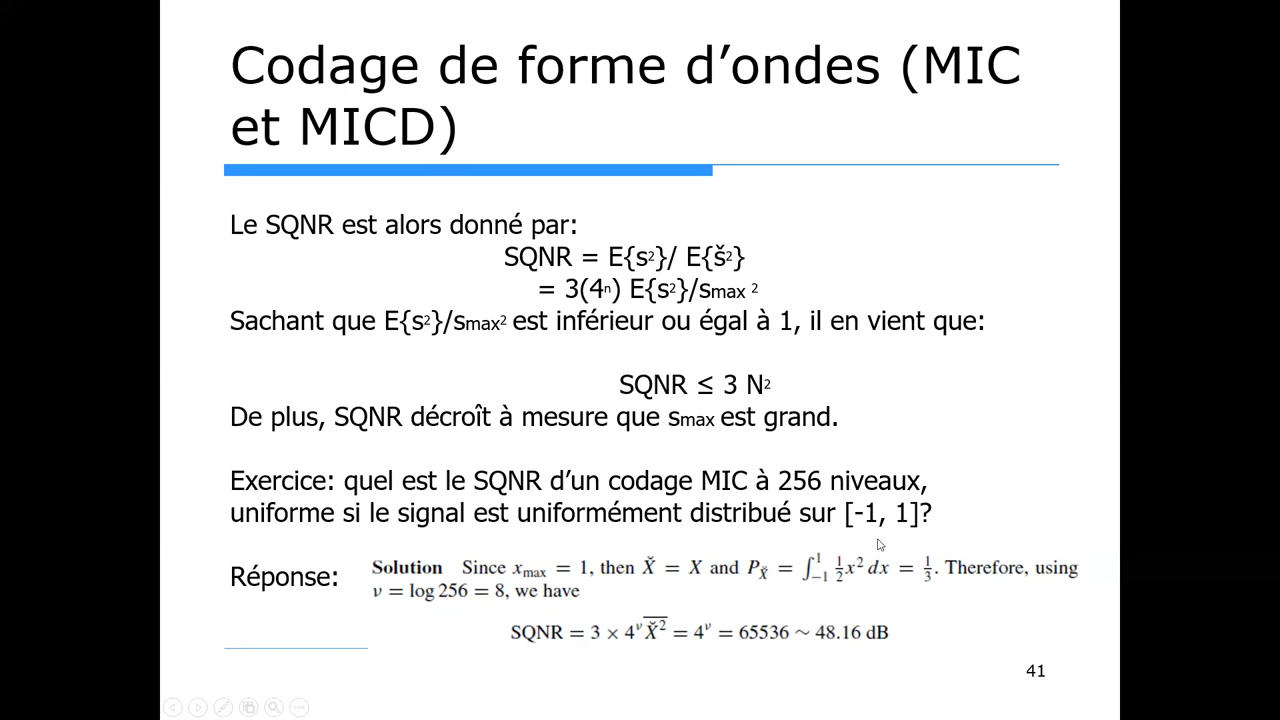 Codage de forme d’ondes (MIC
et MICD)
Le SQNR est alors donné par:
SQNR = E{s²}/ E{š²}
= 3(4ⁿ) E{s²}/smax ²
Sachant que E{s²}/smax² est inférieur ou égal à 1, il en vient que:
SQNR ≤ 3 N²
De plus, SQNR décroît à mesure que smax est grand.
Exercice: quel est le SQNR d’un codage MIC à 256 niveaux,
uniforme si le signal est uniformément distribué sur [-1, 1]?
Réponse:
Solution Since xmax = 1, then X̌ = X and P_X̌ = ∫₋₁¹ ½x² dx = ⅓. Therefore, using
ν = log 256 = 8, we have
SQNR = 3 × 4^ν X̌² = 4^ν = 65536 ∼ 48.16 dB
41